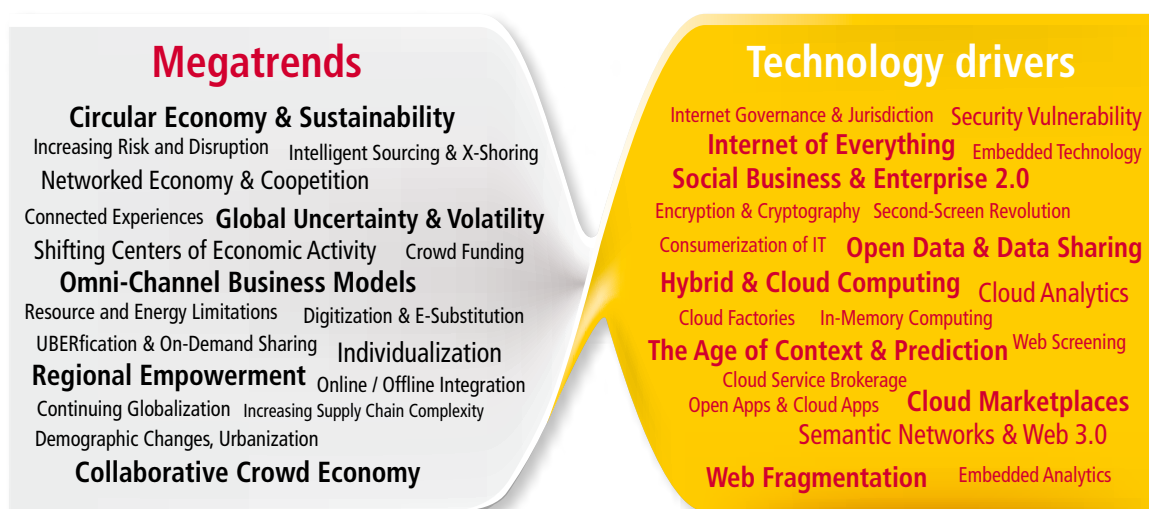 Megatrends
Circular Economy & Sustainability
Increasing Risk and Disruption
Intelligent Sourcing & X-Shoring
Networked Economy & Coopetition
Connected Experiences
Global Uncertainty & Volatility
Shifting Centers of Economic Activity
Crowd Funding
Omni-Channel Business Models
Resource and Energy Limitations
Digitization & E-Substitution
UBERfication & On-Demand Sharing
Individualization
Regional Empowerment
Online / Offline Integration
Continuing Globalization
Increasing Supply Chain Complexity
Demographic Changes, Urbanization
Collaborative Crowd Economy
Technology drivers
Internet Governance & Jurisdiction
Security Vulnerability
Internet of Everything
Embedded Technology
Social Business & Enterprise 2.0
Encryption & Cryptography
Second-Screen Revolution
Consumerization of IT
Open Data & Data Sharing
Hybrid & Cloud Computing
Cloud Analytics
Cloud Factories
In-Memory Computing
The Age of Context & Prediction
Web Screening
Cloud Service Brokerage
Open Apps & Cloud Apps
Cloud Marketplaces
Semantic Networks & Web 3.0
Web Fragmentation
Embedded Analytics